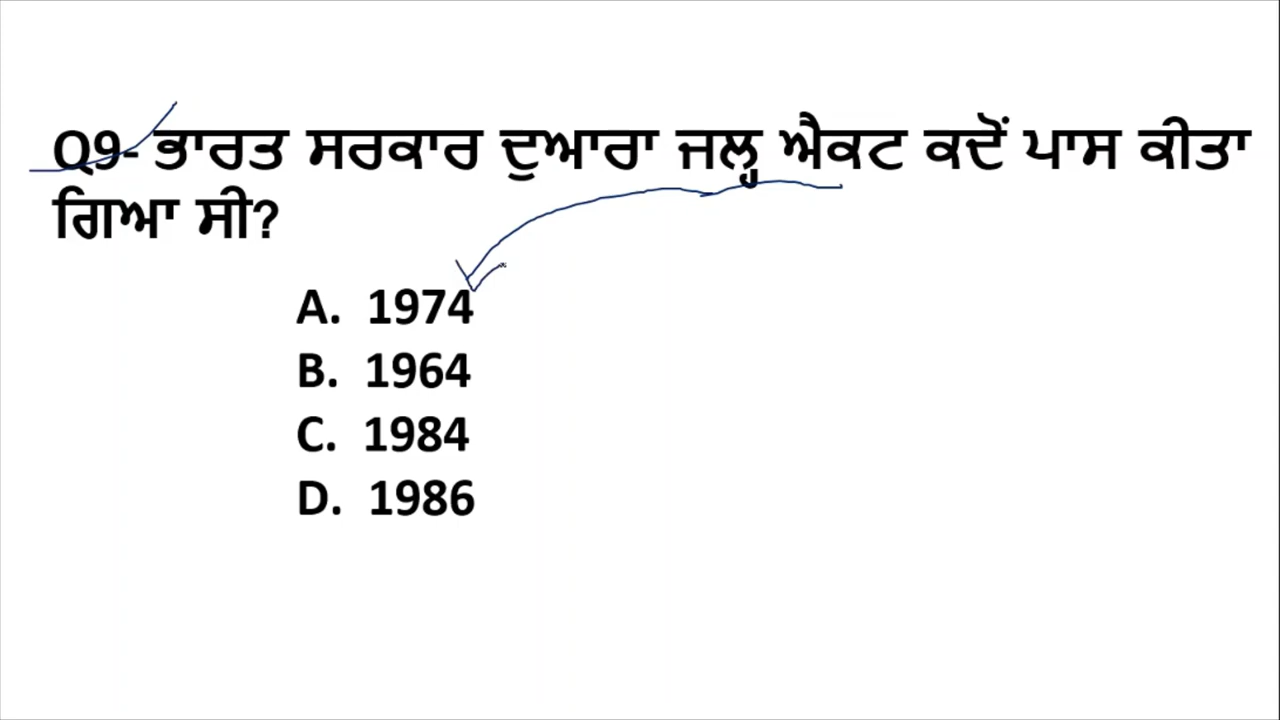 Q9- ਭਾਰਤ ਸਰਕਾਰ ਦੁਆਰਾ ਜਲ੍ਹ ਐਕਟ ਕਦੋਂ ਪਾਸ ਕੀਤਾ
ਗਿਆ ਸੀ?
A. 1974
B. 1964
C. 1984
D. 1986